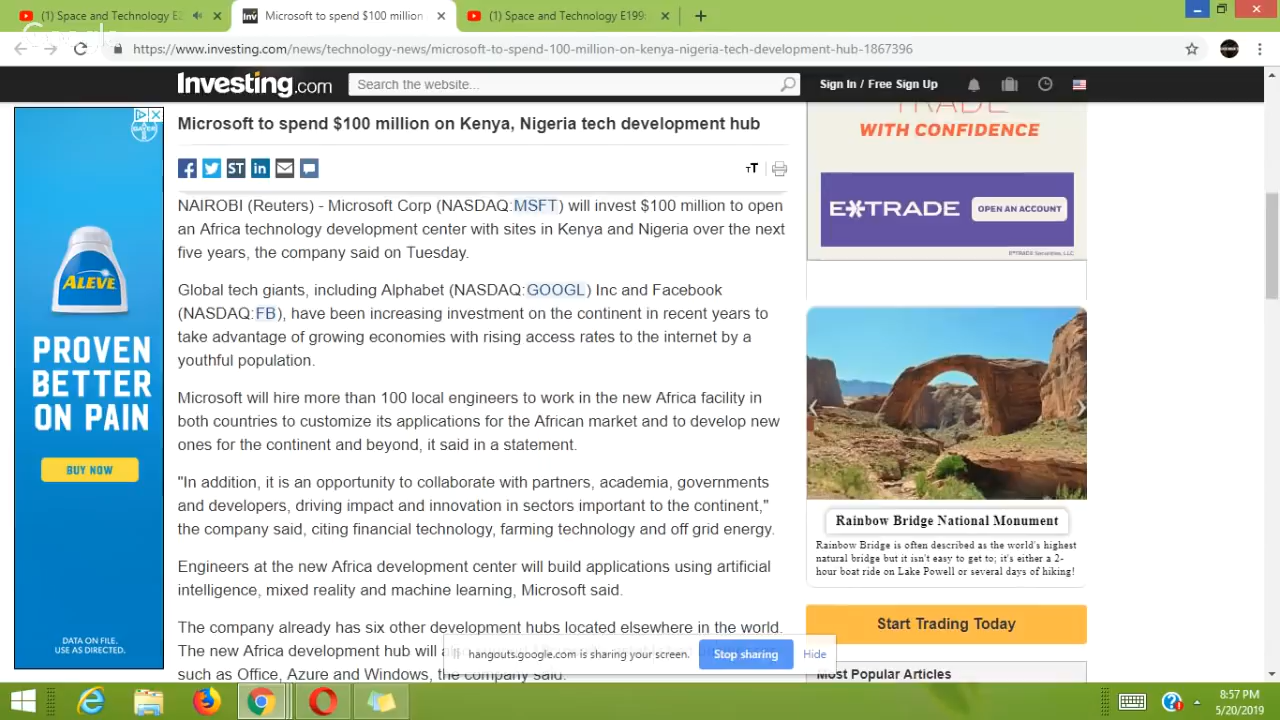 (1) Space and Technology E1
Microsoft to spend $100 million
(1) Space and Technology E199
https://www.investing.com/news/technology-news/microsoft-to-spend-100-million-on-kenya-nigeria-tech-development-hub-1867396
Investing.com
Search the website...
Sign In / Free Sign Up
Microsoft to spend $100 million on Kenya, Nigeria tech development hub
ST
in
TT
NAIROBI (Reuters) - Microsoft Corp (NASDAQ:MSFT) will invest $100 million to open
an Africa technology development center with sites in Kenya and Nigeria over the next
five years, the company said on Tuesday.
Global tech giants, including Alphabet (NASDAQ:GOOGL) Inc and Facebook
(NASDAQ:FB), have been increasing investment on the continent in recent years to
take advantage of growing economies with rising access rates to the internet by a
youthful population.
Microsoft will hire more than 100 local engineers to work in the new Africa facility in
both countries to customize its applications for the African market and to develop new
ones for the continent and beyond, it said in a statement.
"In addition, it is an opportunity to collaborate with partners, academia, governments
and developers, driving impact and innovation in sectors important to the continent,"
the company said, citing financial technology, farming technology and off grid energy.
Engineers at the new Africa development center will build applications using artificial
intelligence, mixed reality and machine learning, Microsoft said.
The company already has six other development hubs located elsewhere in the world.
The new Africa development hub will
such as Office, Azure and Windows, the company said.
BAYER
ALEVE
PROVEN
BETTER
ON PAIN
BUY NOW
DATA ON FILE.
USE AS DIRECTED.
TRADE
WITH CONFIDENCE
E*TRADE
OPEN AN ACCOUNT
E*TRADE Securities, LLC
Rainbow Bridge National Monument
Rainbow Bridge is often described as the world's highest
natural bridge but it isn't easy to get to; it's either a 2-
hour boat ride on Lake Powell or several days of hiking!
Start Trading Today
Most Popular Articles
hangouts.google.com is sharing your screen.
Stop sharing
Hide
8:57 PM
5/20/2019